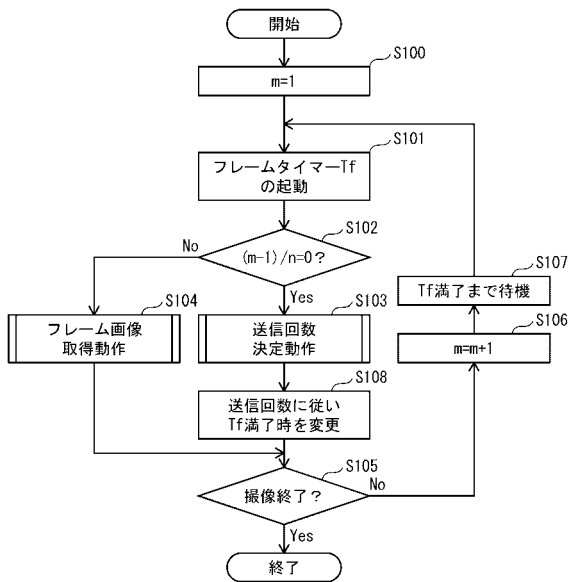 開始
S100
m=1
S101
フレームタイマーTf
の起動
S102
(m-1)/n=0?
No
Yes
S107
Tf満了まで待機
S104
フレーム画像
取得動作
S103
送信回数
決定動作
S106
m=m+1
S108
送信回数に従い
Tf満了時を変更
S105
撮像終了?
No
Yes
終了